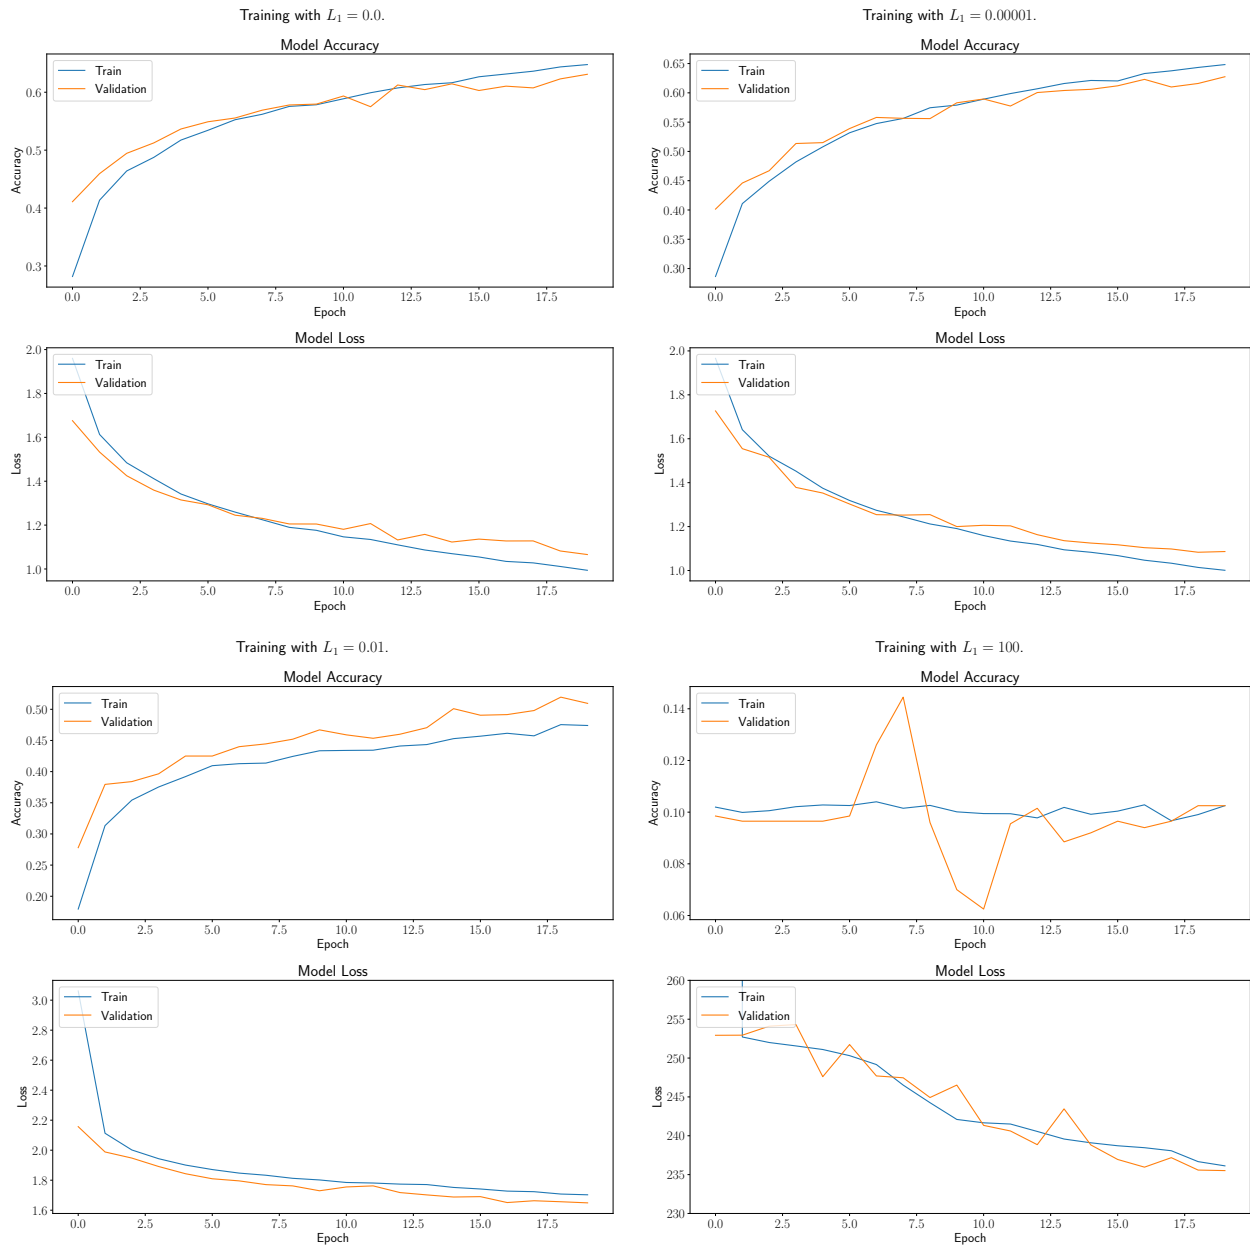 Training with L₁ = 0.0.
Model Accuracy
Train
Validation
Accuracy
0.6
0.5
0.4
0.3
0.0 2.5 5.0 7.5 10.0 12.5 15.0 17.5
Epoch
Model Loss
Train
Validation
Loss
2.0
1.8
1.6
1.4
1.2
1.0
0.0 2.5 5.0 7.5 10.0 12.5 15.0 17.5
Epoch
Training with L₁ = 0.00001.
Model Accuracy
Train
Validation
Accuracy
0.65
0.60
0.55
0.50
0.45
0.40
0.35
0.30
0.0 2.5 5.0 7.5 10.0 12.5 15.0 17.5
Epoch
Model Loss
Train
Validation
Loss
2.0
1.8
1.6
1.4
1.2
1.0
0.0 2.5 5.0 7.5 10.0 12.5 15.0 17.5
Epoch
Training with L₁ = 0.01.
Model Accuracy
Train
Validation
Accuracy
0.50
0.45
0.40
0.35
0.30
0.25
0.20
0.0 2.5 5.0 7.5 10.0 12.5 15.0 17.5
Epoch
Model Loss
Train
Validation
Loss
3.0
2.8
2.6
2.4
2.2
2.0
1.8
1.6
0.0 2.5 5.0 7.5 10.0 12.5 15.0 17.5
Epoch
Training with L₁ = 100.
Model Accuracy
Train
Validation
Accuracy
0.14
0.12
0.10
0.08
0.06
0.0 2.5 5.0 7.5 10.0 12.5 15.0 17.5
Epoch
Model Loss
Train
Validation
Loss
260
255
250
245
240
235
230
0.0 2.5 5.0 7.5 10.0 12.5 15.0 17.5
Epoch